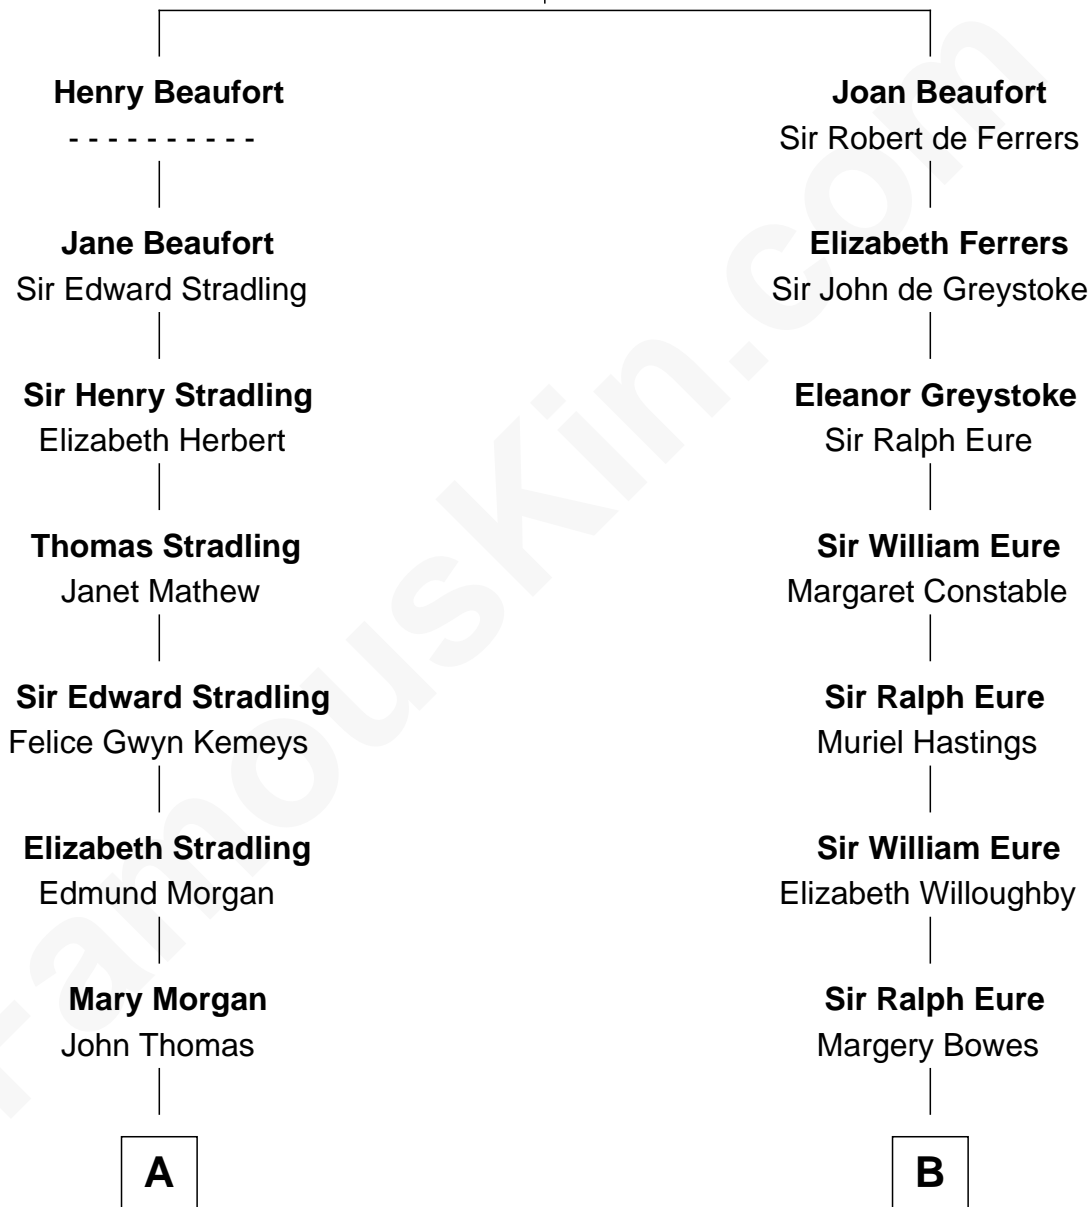 Henry Beaufort
- - - - - - - - - -
Jane Beaufort
Sir Edward Stradling
Sir Henry Stradling
Elizabeth Herbert
Thomas Stradling
Janet Mathew
Sir Edward Stradling
Felice Gwyn Kemeys
Elizabeth Stradling
Edmund Morgan
Mary Morgan
John Thomas
A
Joan Beaufort
Sir Robert de Ferrers
Elizabeth Ferrers
Sir John de Greystoke
Eleanor Greystoke
Sir Ralph Eure
Sir William Eure
Margaret Constable
Sir Ralph Eure
Muriel Hastings
Sir William Eure
Elizabeth Willoughby
Sir Ralph Eure
Margery Bowes
B
FamousKin.com